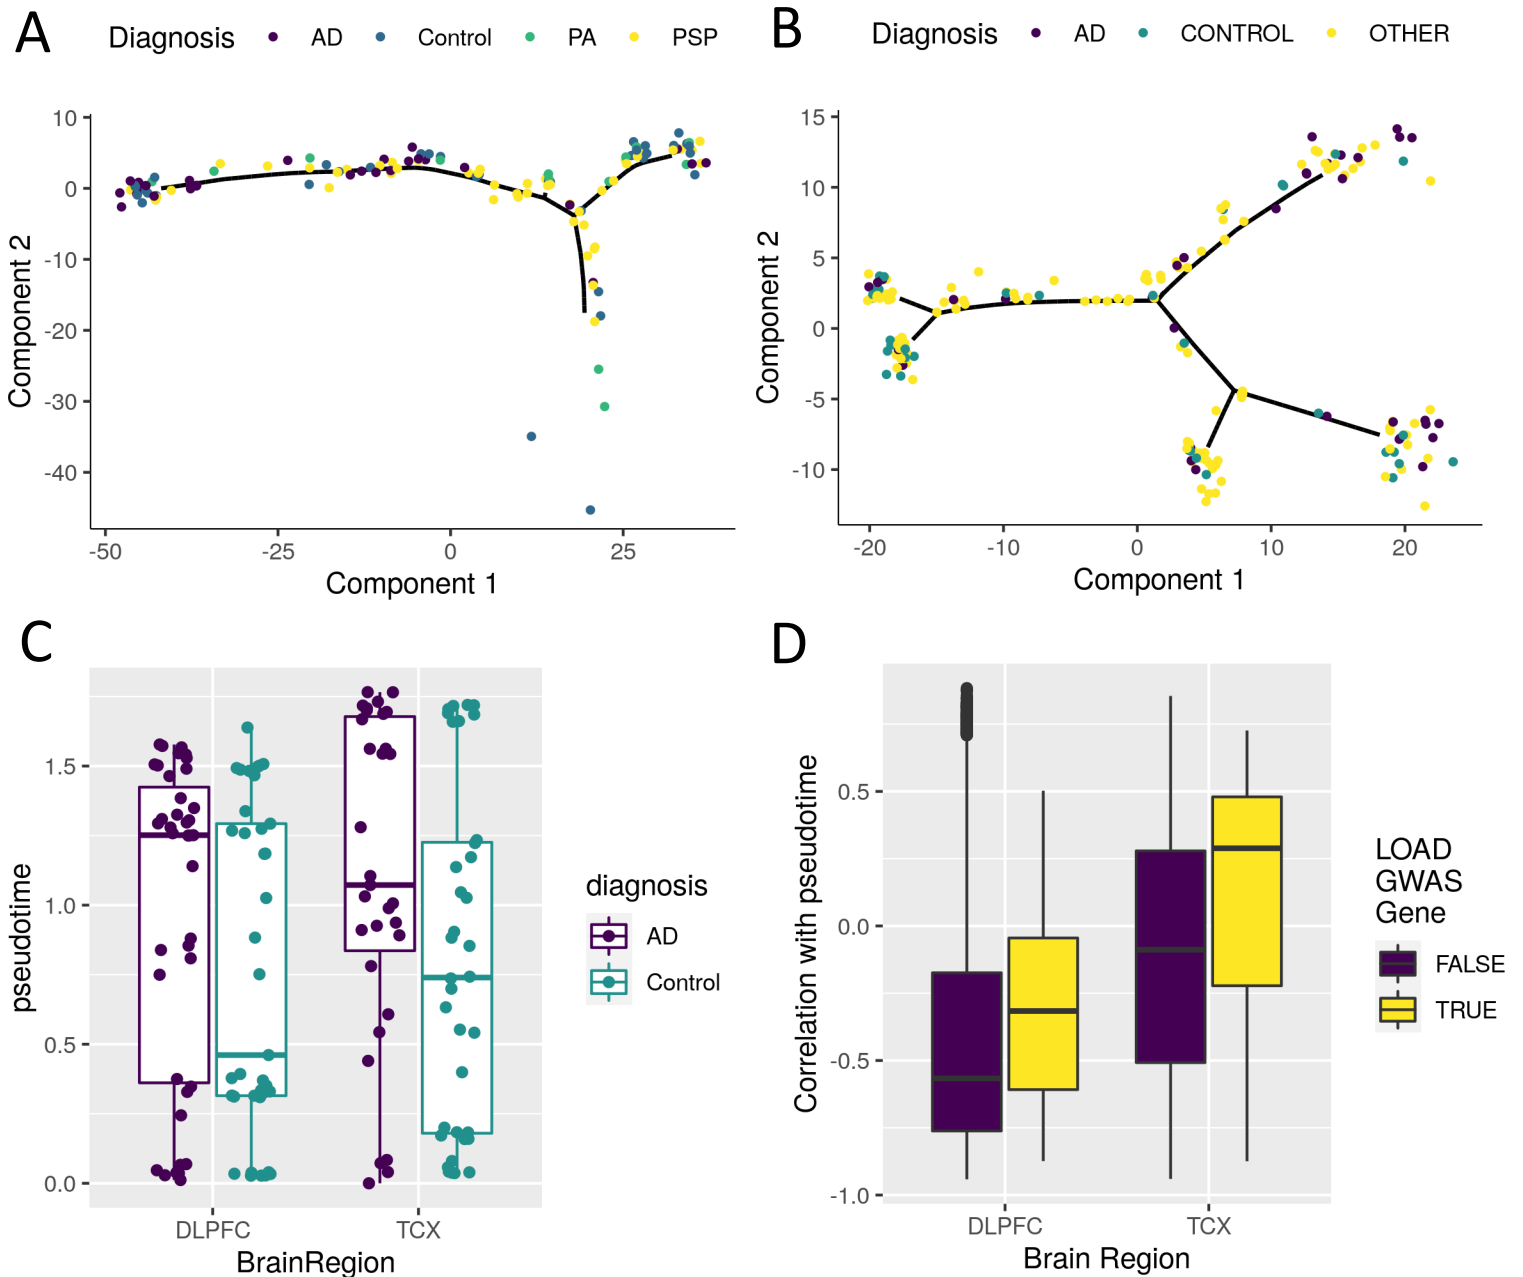 A
Diagnosis AD Control PA PSP
10
0
-10
-20
-30
-40
Component 2
-50 -25 0 25
Component 1
B
Diagnosis AD CONTROL OTHER
15
10
5
0
-5
-10
Component 2
-20 -10 0 10 20
Component 1
C
1.5
1.0
0.5
0.0
pseudotime
DLPFC TCX
BrainRegion
diagnosis
AD
Control
D
0.5
0.0
-0.5
-1.0
Correlation with pseudotime
DLPFC TCX
Brain Region
LOAD
GWAS
Gene
FALSE
TRUE